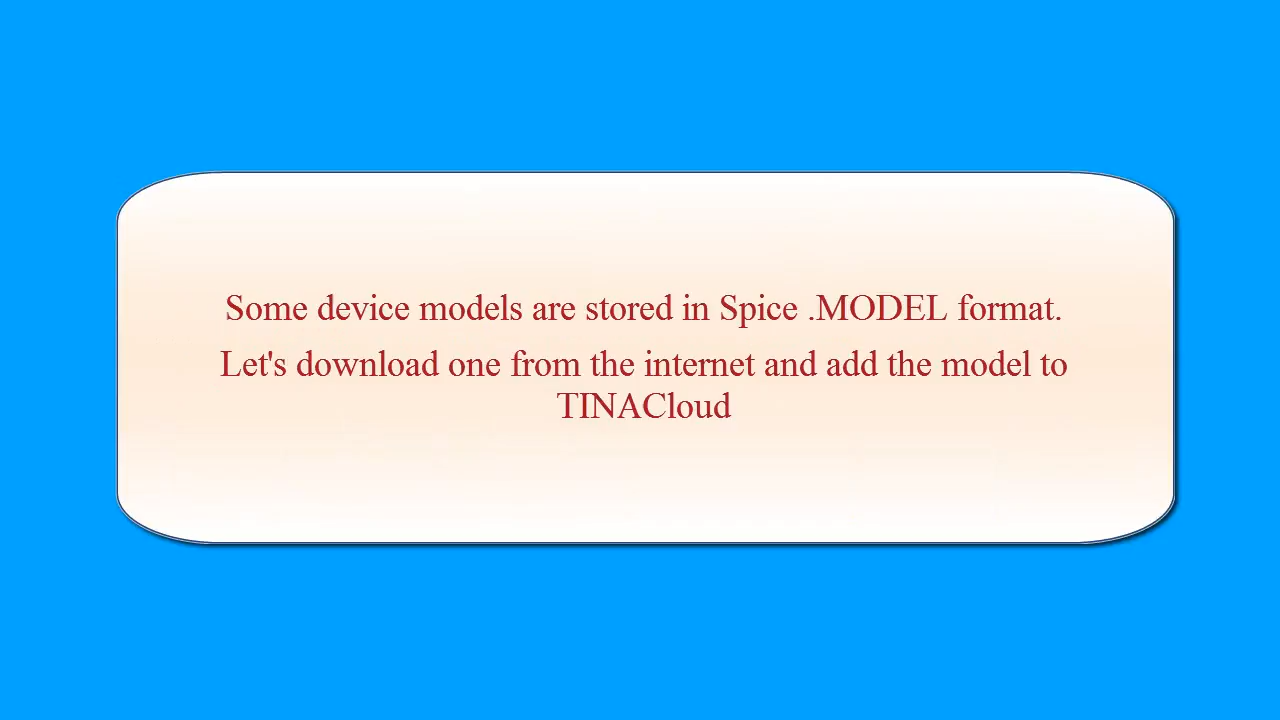 Some device models are stored in Spice .MODEL format.
Let's download one from the internet and add the model to
TINACloud